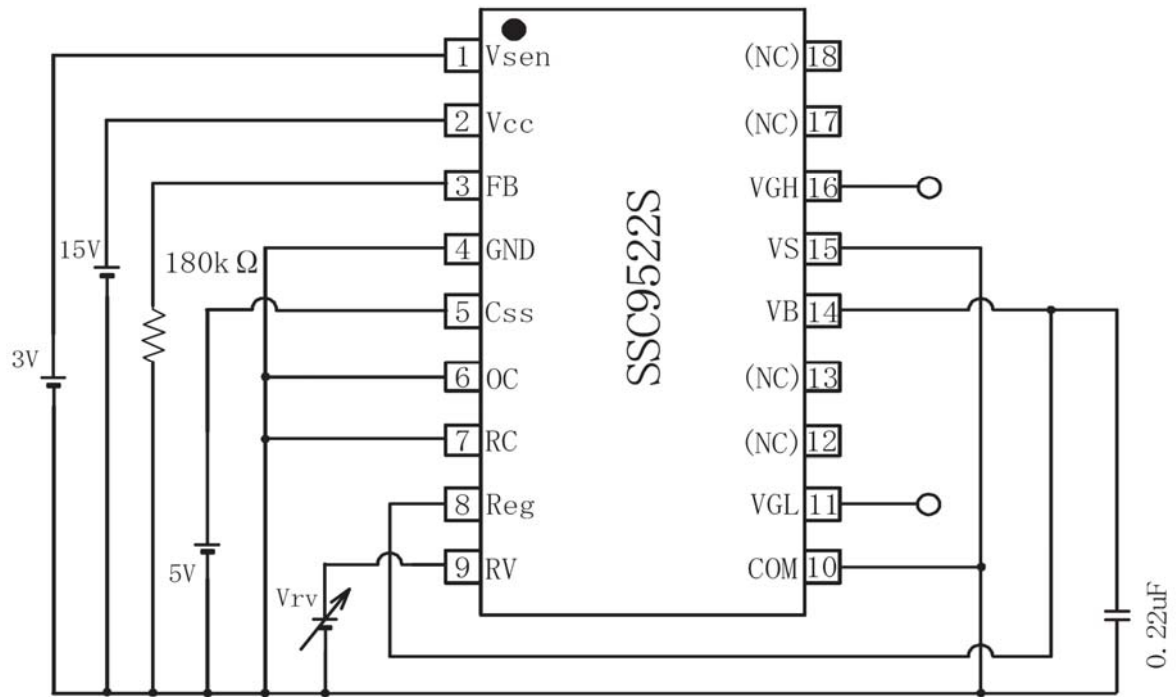 1 Vsen
2 Vcc
3 FB
4 GND
5 Css
6 OC
7 RC
8 Reg
9 RV
SSC9522S
(NC) 18
(NC) 17
VGH 16
VS 15
VB 14
(NC) 13
(NC) 12
VGL 11
COM 10
3V
15V
180kΩ
5V
Vrv
0.22uF